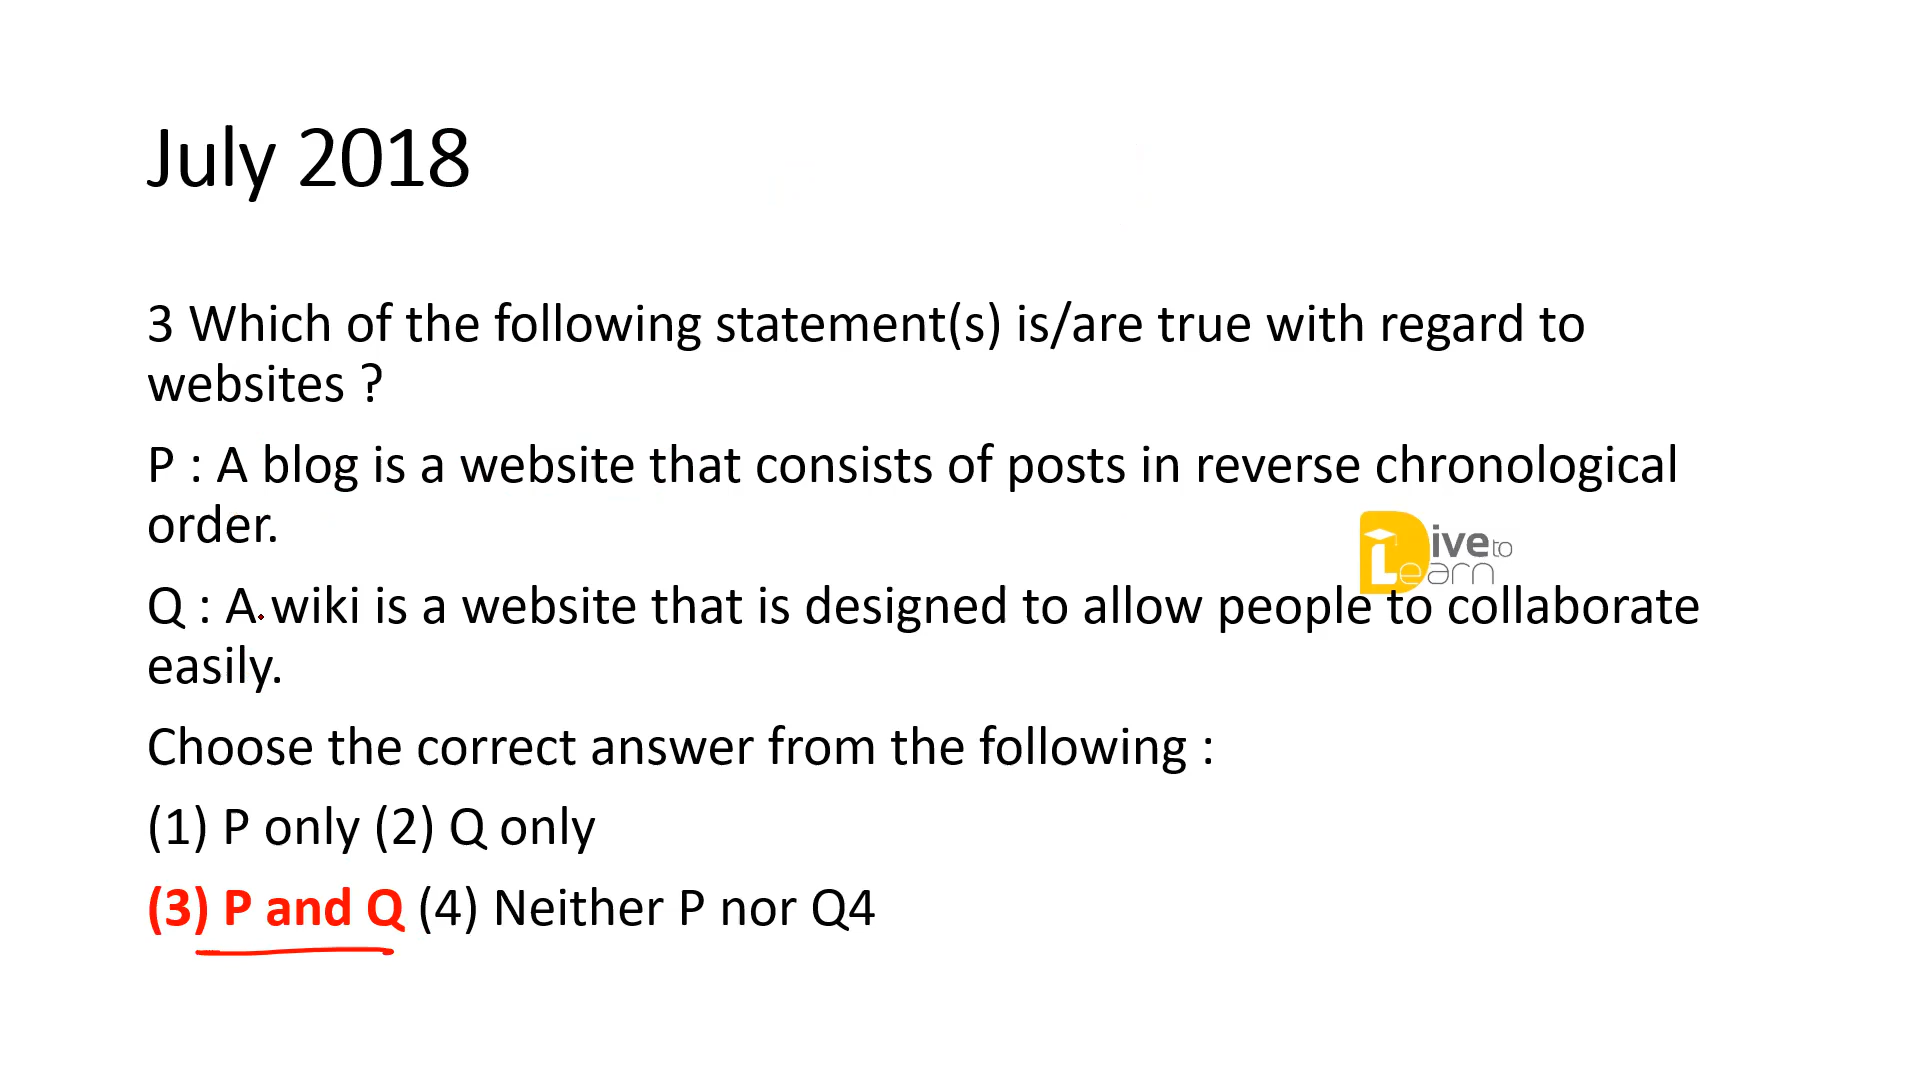 July 2018
3 Which of the following statement(s) is/are true with regard to
websites ?
P : A blog is a website that consists of posts in reverse chronological
order.
Dive to
Learn
Q : A wiki is a website that is designed to allow people to collaborate
easily.
Choose the correct answer from the following :
(1) P only (2) Q only
(3) P and Q (4) Neither P nor Q4